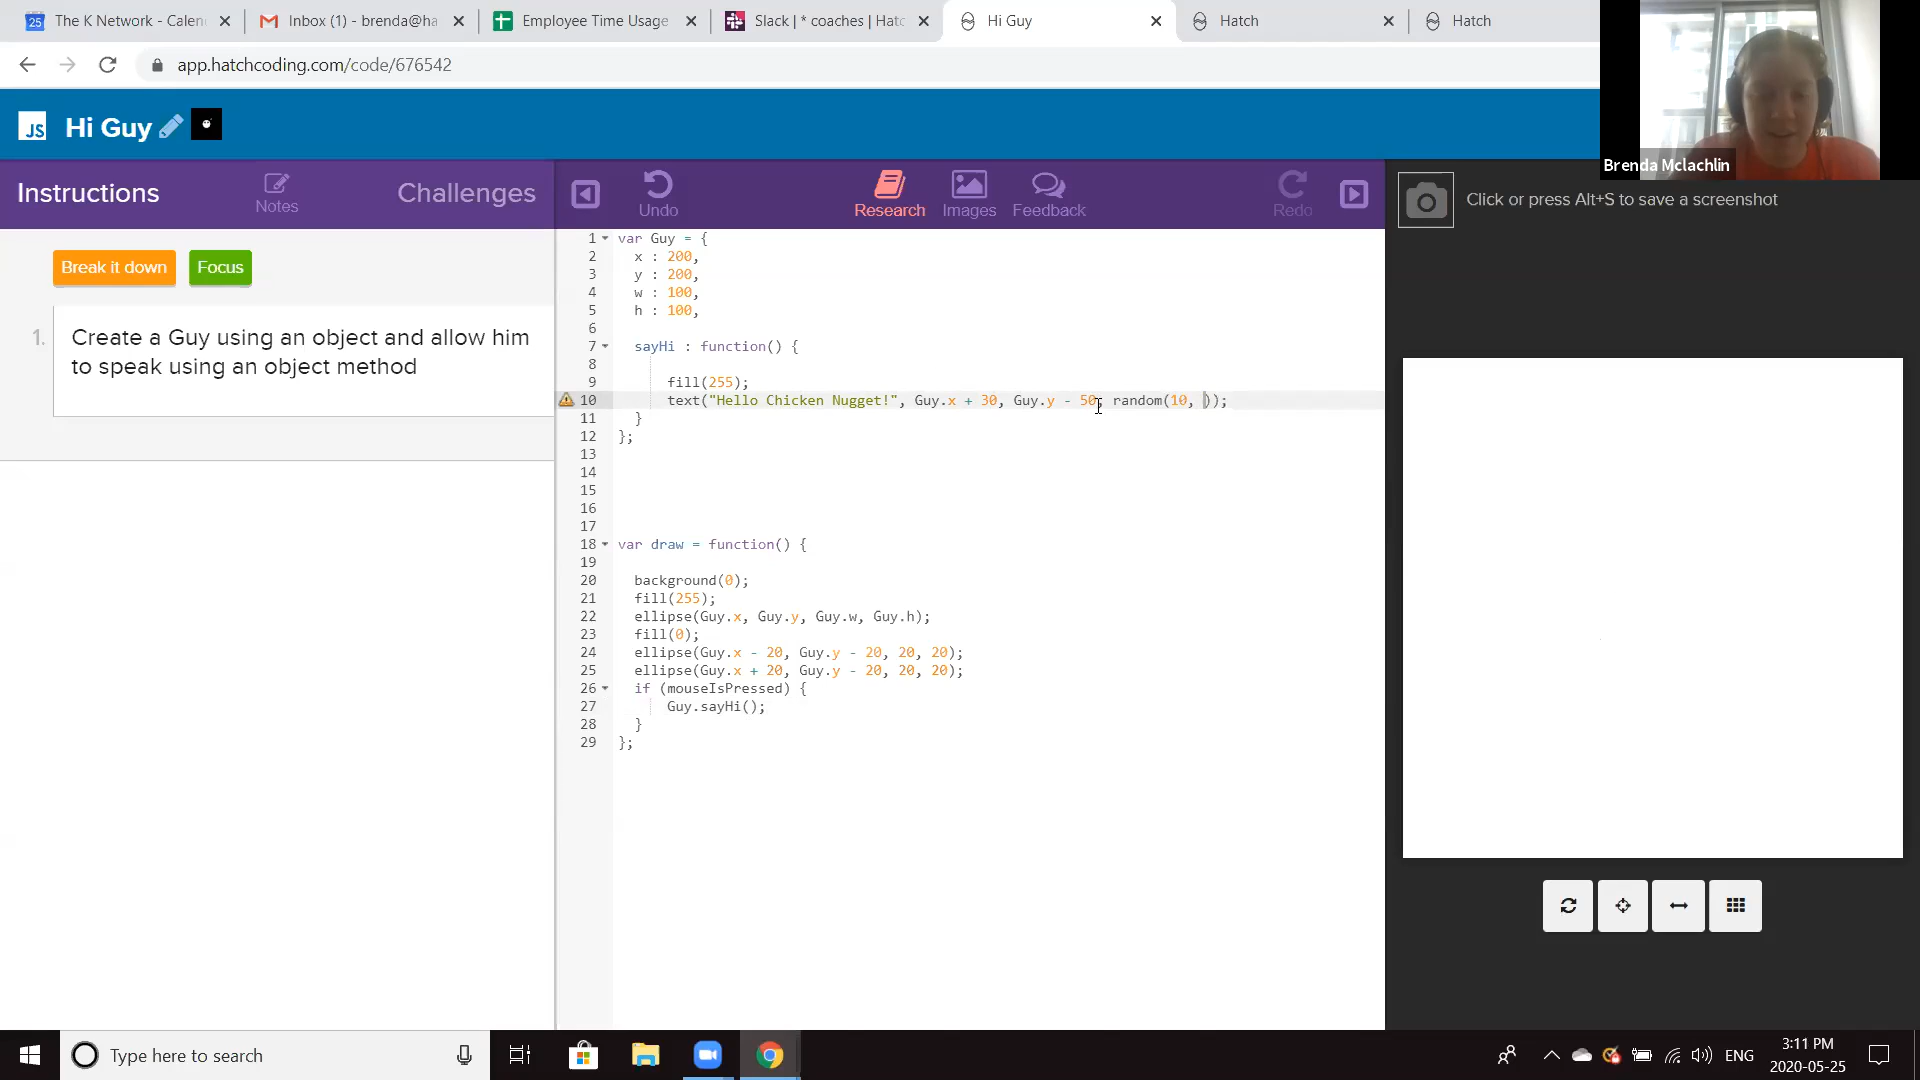 The K Network - Calen
Inbox (1) - brenda@ha
Employee Time Usage
Slack | * coaches | Hatc
Hi Guy
Hatch
Hatch
app.hatchcoding.com/code/676542
JS
Hi Guy
Brenda Mclachlin
Instructions
Notes
Challenges
Undo
Research
Images
Feedback
Redo
Click or press Alt+S to save a screenshot
Break it down
Focus
1. Create a Guy using an object and allow him
to speak using an object method
1 var Guy = {
2 x : 200,
3 y : 200,
4 w : 100,
5 h : 100,
6
7 sayHi : function() {
8
9 fill(255);
10 text("Hello Chicken Nugget!", Guy.x + 30, Guy.y - 50, random(10, ));
11 }
12 };
13
14
15
16
17
18 var draw = function() {
19
20 background(0);
21 fill(255);
22 ellipse(Guy.x, Guy.y, Guy.w, Guy.h);
23 fill(0);
24 ellipse(Guy.x - 20, Guy.y - 20, 20, 20);
25 ellipse(Guy.x + 20, Guy.y - 20, 20, 20);
26 if (mouseIsPressed) {
27 Guy.sayHi();
28 }
29 };
Type here to search
ENG
3:11 PM
2020-05-25